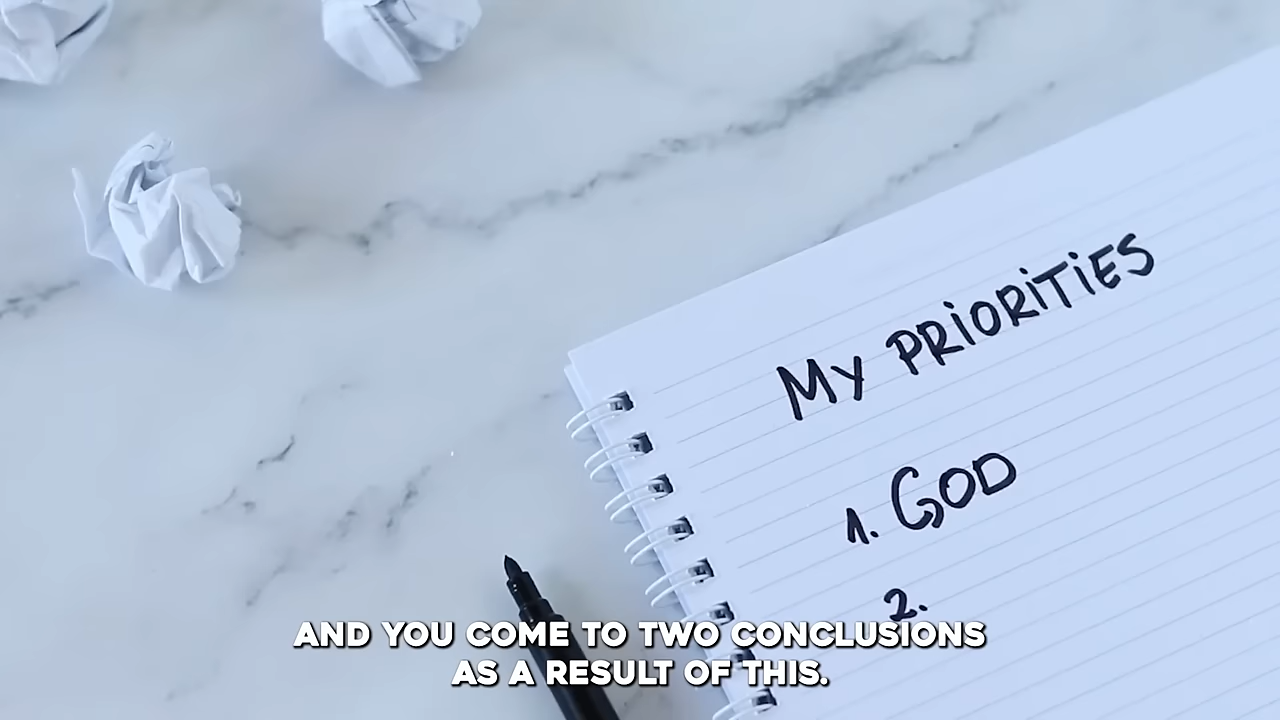 My PRiORiTiES
1. GOD
2.
AND YOU COME TO TWO CONCLUSIONS
AS A RESULT OF THIS.